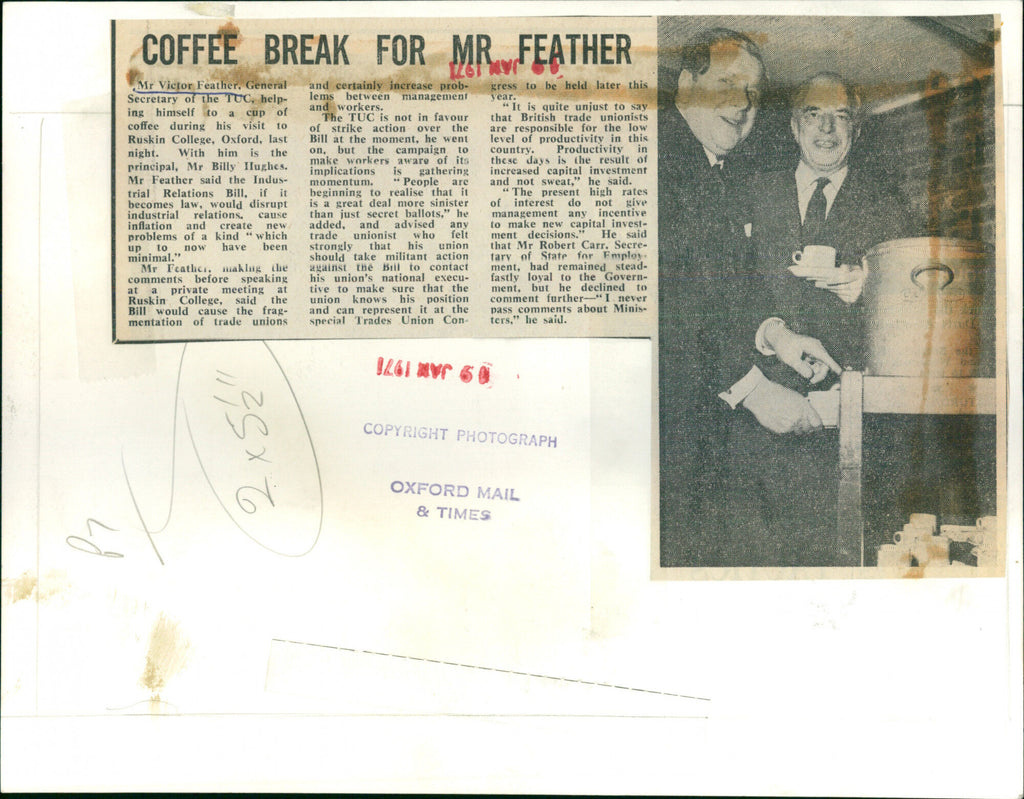 COFFEE BREAK FOR MR FEATHER
Mr Victor Feather, General
Secretary of the TUC, help-
ing himself to a cup of
coffee during his visit to
Ruskin College, Oxford, last
night. With him is the
principal, Mr Billy Hughes.
Mr Feather said the Indus-
trial Relations Bill, if it
becomes law, would disrupt
industrial relations, cause
inflation and create new
problems of a kind “which
up to now have been
minimal.”
Mr Feather, making the
comments before speaking
at a private meeting at
Ruskin College, said the
Bill would cause the frag-
mentation of trade unions
and certainly increase prob-
lems between management
and workers.
The TUC is not in favour
of strike action over the
Bill at the moment, he went
on, but the campaign to
make workers aware of its
implications is gathering
momentum. “People are
beginning to realise that it
is a great deal more sinister
than just secret ballots,” he
added, and advised any
trade unionist who felt
strongly that his union
should take militant action
against the Bill to contact
his union's national execu-
tive to make sure that the
union knows his position
and can represent it at the
special Trades Union Con-
gress to be held later this
year.
“It is quite unjust to say
that British trade unionists
are responsible for the low
level of productivity in this
country. Productivity in
these days is the result of
increased capital investment
and not sweat,” he said.
“The present high rates
of interest do not give
management any incentive
to make new capital invest-
ment decisions.” He said
that Mr Robert Carr, Secre-
tary of State for Employ-
ment, had remained stead-
fastly loyal to the Govern-
ment, but he declined to
comment further—“I never
pass comments about Minis-
ters,” he said.
09 JAN 1971
09 JAN 1971
COPYRIGHT PHOTOGRAPH
OXFORD MAIL
& TIMES
2 x 5½"